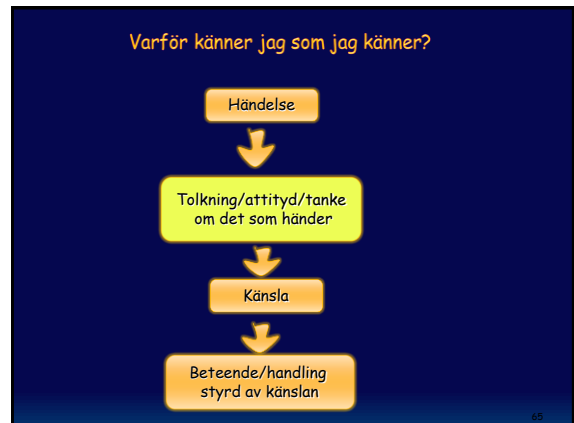 Varför känner jag som jag känner?
Händelse
Tolkning/attityd/tanke
om det som händer
Känsla
Beteende/handling
styrd av känslan
65